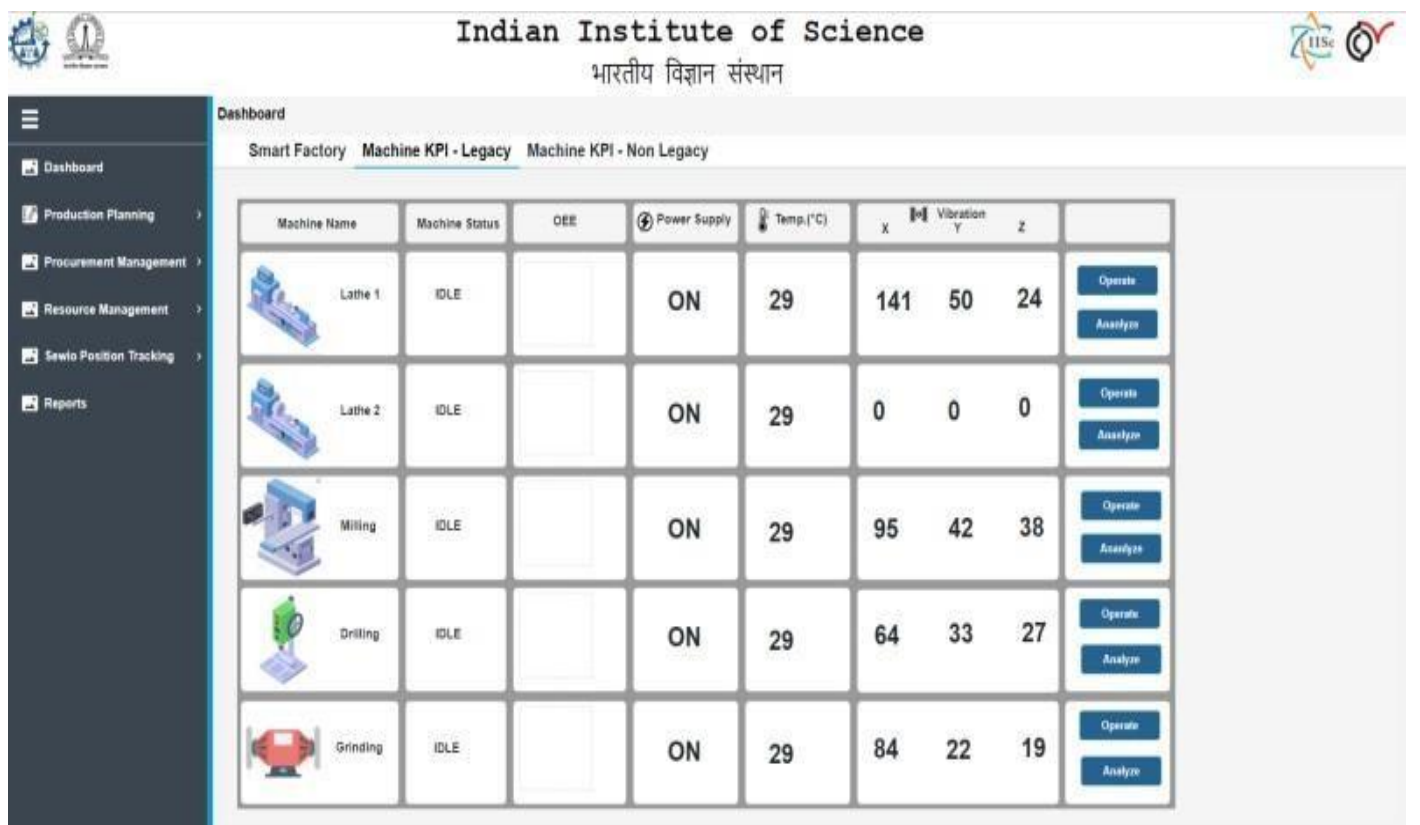 Indian Institute of Science
भारतीय विज्ञान संस्थान
IISc
Dashboard
Smart Factory Machine KPI - Legacy Machine KPI - Non Legacy
Dashboard
Production Planning
Procurement Management
Resource Management
Sewio Position Tracking
Reports
Machine Name Machine Status OEE Power Supply Temp.(°C) Vibration
X Y Z
Lathe 1 IDLE ON 29 141 50 24
Operate
Ananlyze
Lathe 2 IDLE ON 29 0 0 0
Operate
Ananlyze
Milling IDLE ON 29 95 42 38
Operate
Ananlyze
Drilling IDLE ON 29 64 33 27
Operate
Analyze
Grinding IDLE ON 29 84 22 19
Operate
Analyze